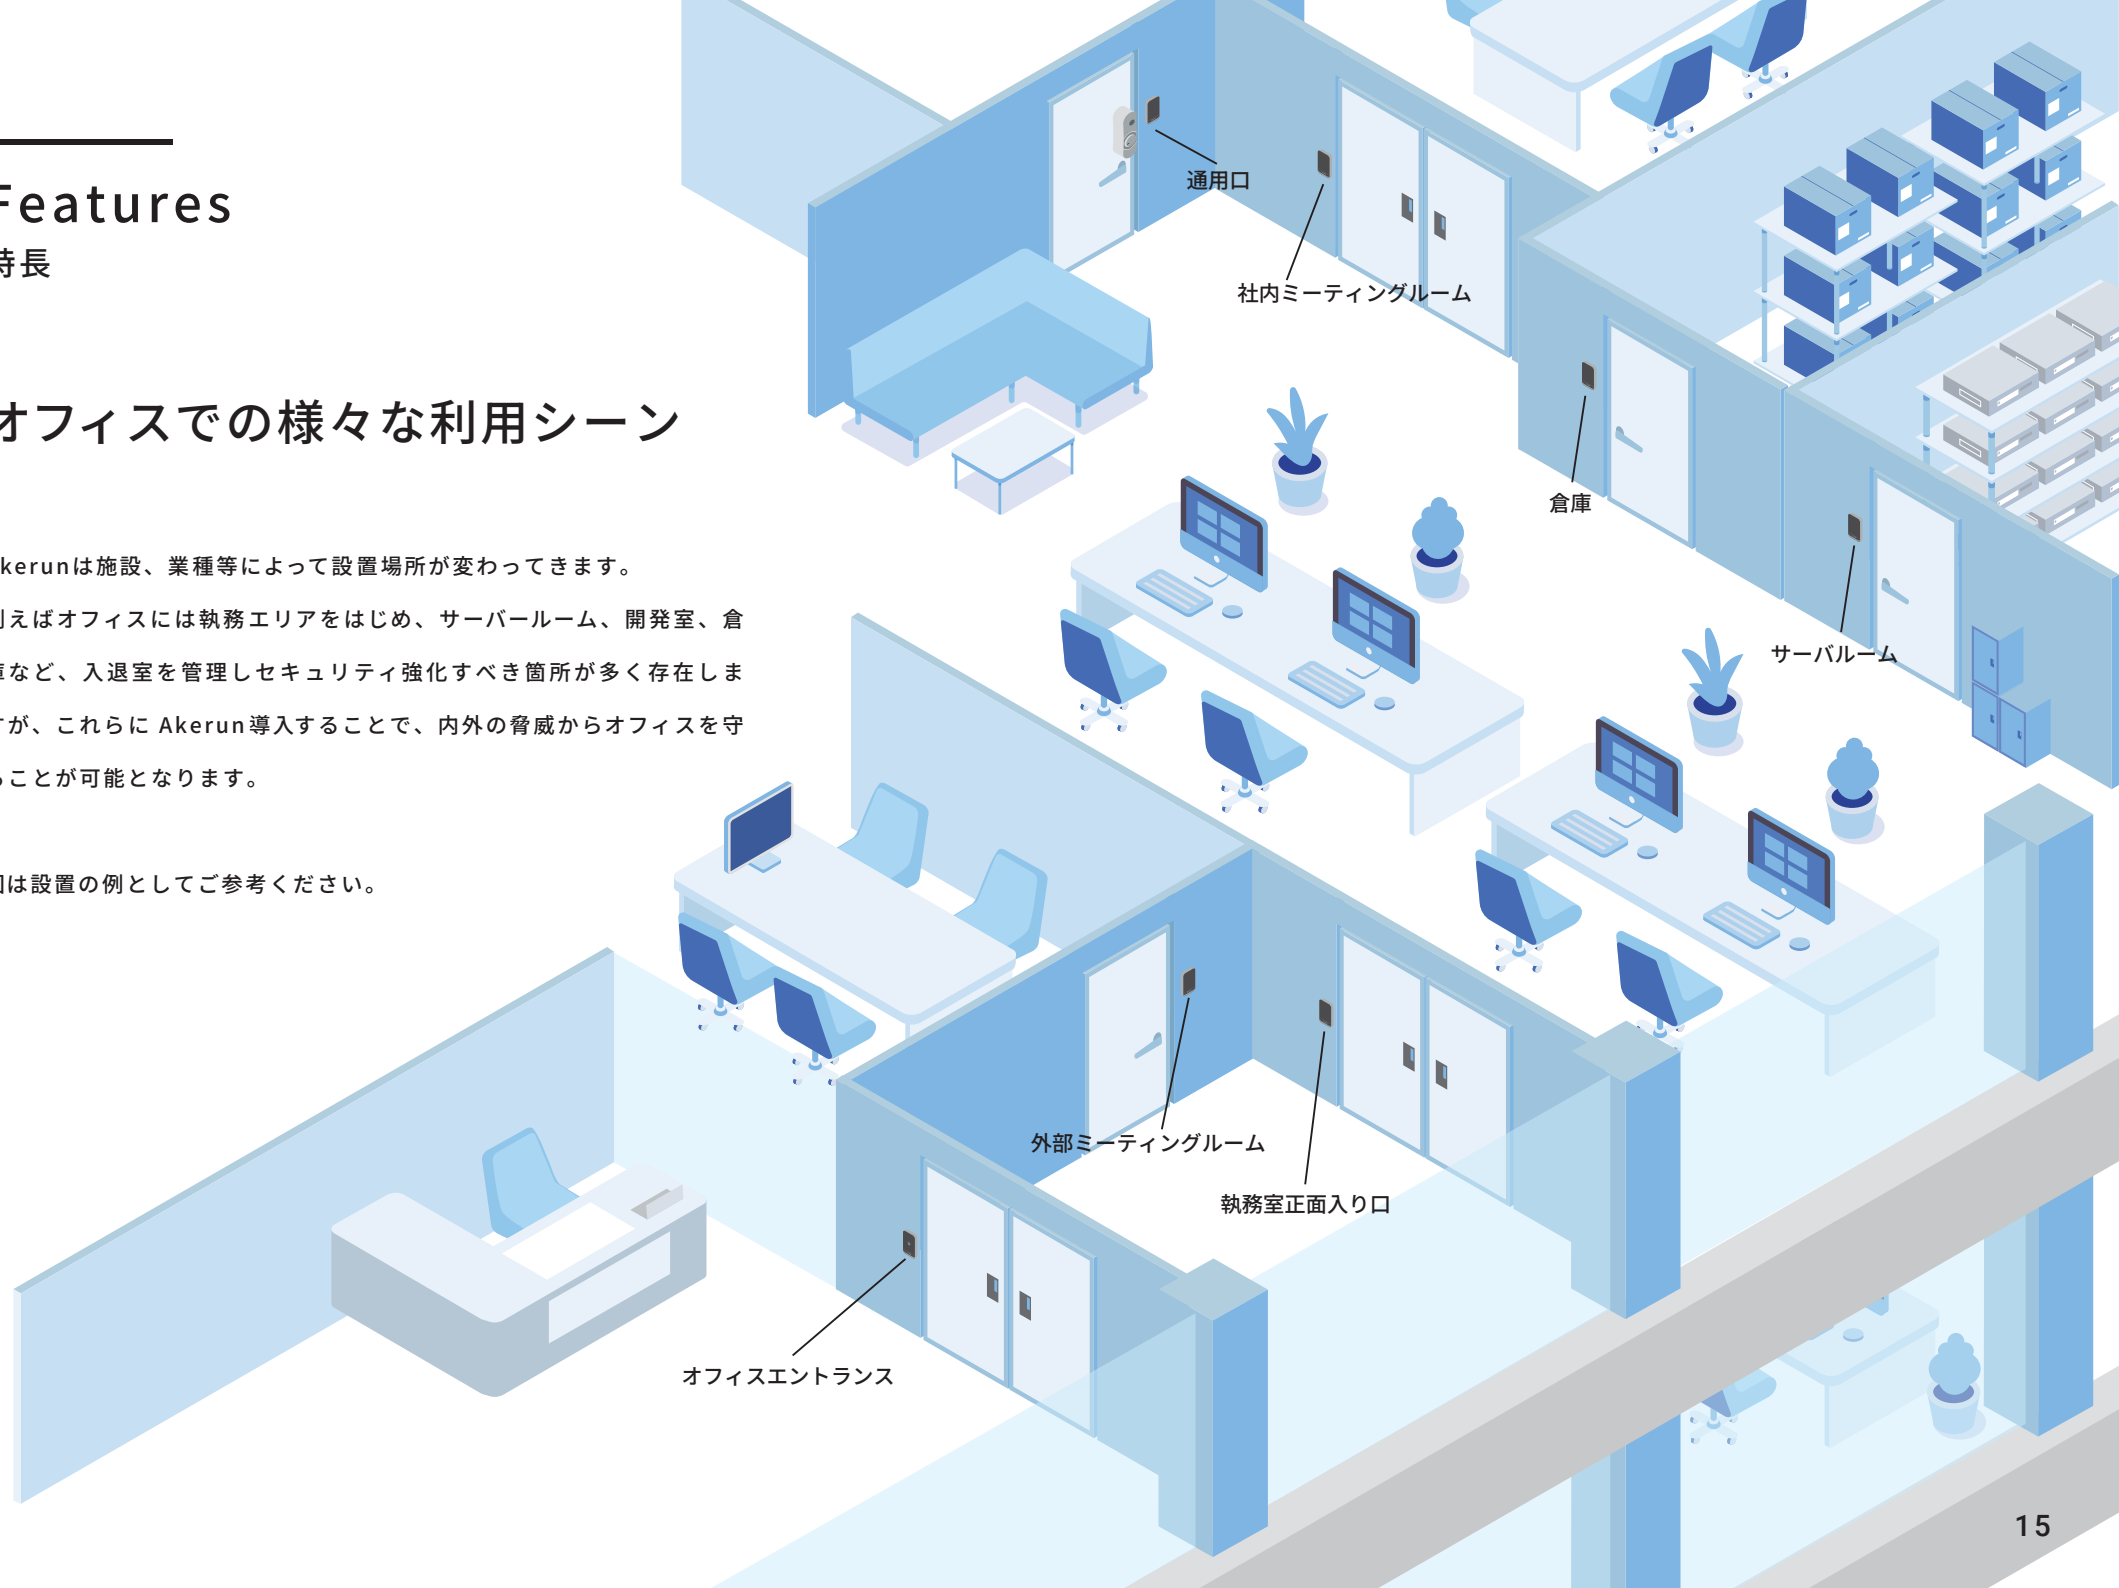 Features
特長
オフィスでの様々な利用シーン
Akerunは施設、業種等によって設置場所が変わってきます。
例えばオフィスには執務エリアをはじめ、サーバールーム、開発室、倉
庫など、入退室を管理しセキュリティ強化すべき箇所が多く存在しま
すが、これらに Akerun導入することで、内外の脅威からオフィスを守
ることが可能となります。
図は設置の例としてご参考ください。
通用口
社内ミーティングルーム
倉庫
サーバルーム
外部ミーティングルーム
執務室正面入り口
オフィスエントランス
15